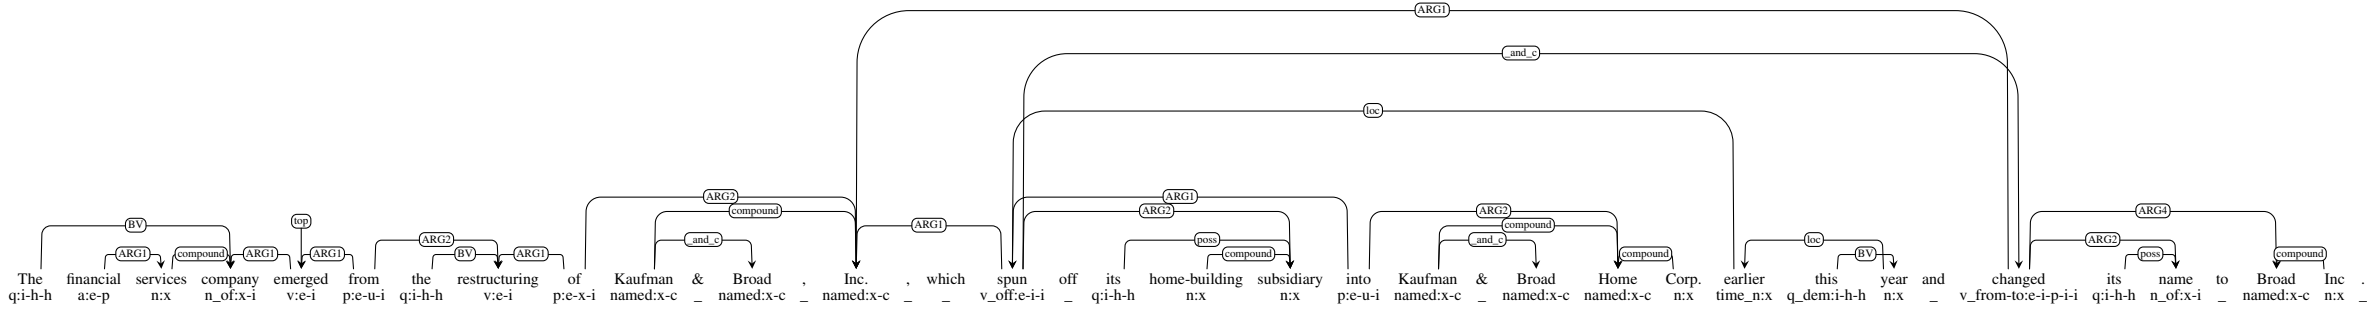 ARG1
_and_c
loc
ARG2 ARG1
compound ARG2 ARG2 ARG4
BV top ARG1 compound
ARG2 _and_c poss _and_c loc ARG2
ARG1 compound ARG1 ARG1 BV ARG1 compound compound BV poss compound
The financial services company emerged from the restructuring of Kaufman & Broad , Inc. , which spun off its home-building subsidiary into Kaufman & Broad Home Corp. earlier this year and changed its name to Broad Inc .
q:i-h-h a:e-p n:x n_of:x-i v:e-i p:e-u-i q:i-h-h v:e-i p:e-x-i named:x-c _ named:x-c _ named:x-c _ _ v_off:e-i-i _ q:i-h-h n:x n:x p:e-u-i named:x-c _ named:x-c named:x-c n:x time_n:x q_dem:i-h-h n:x _ v_from-to:e-i-p-i-i q:i-h-h n_of:x-i _ named:x-c n:x _